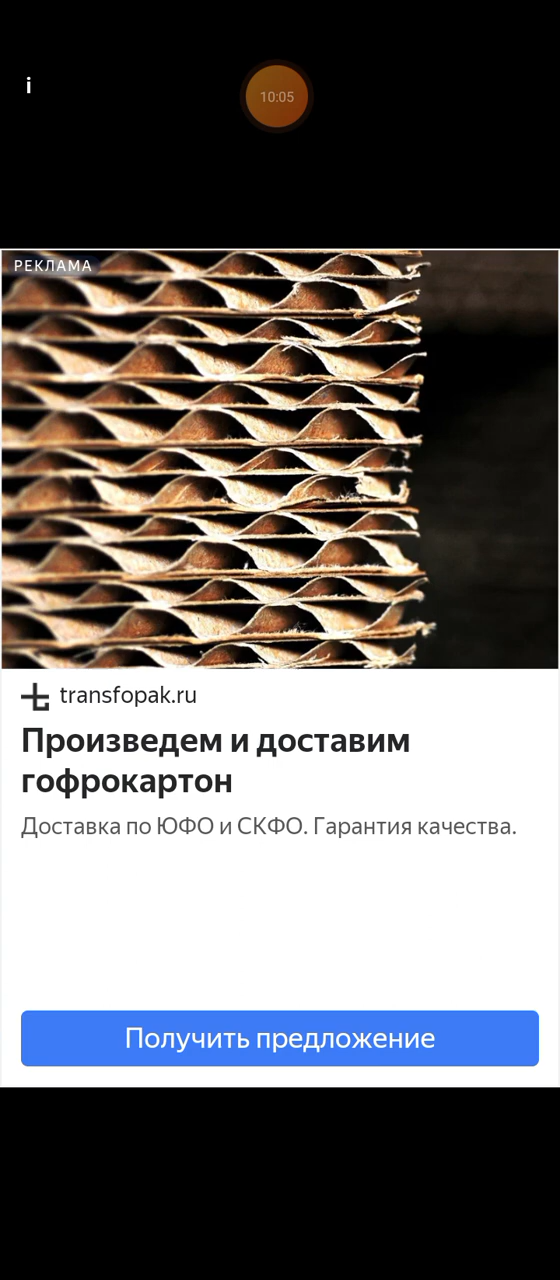 i
10:05
РЕКЛАМА
transfopak.ru
Произведем и доставим
гофрокартон
Доставка по ЮФО и СКФО. Гарантия качества.
Получить предложение